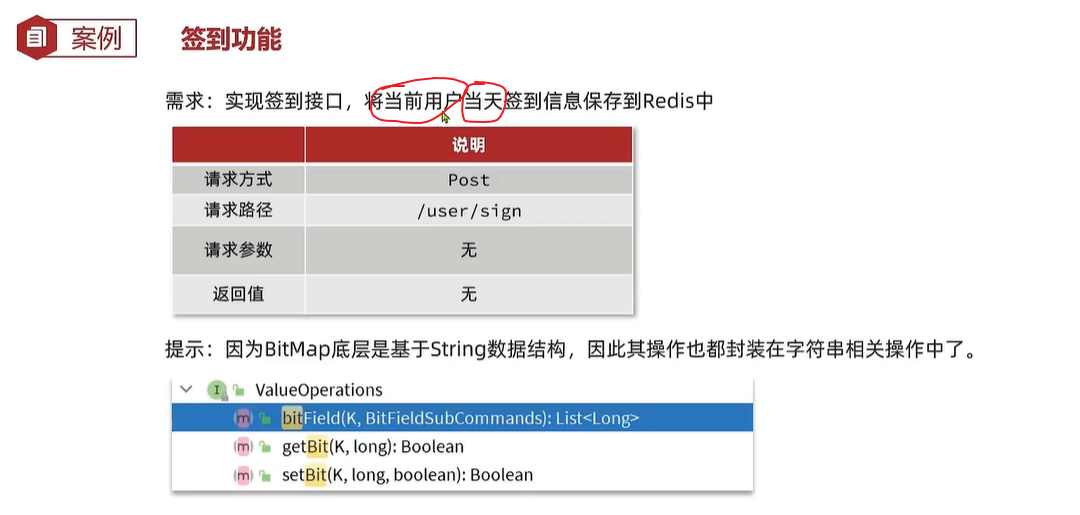 案例
签到功能
需求：实现签到接口，将当前用户当天签到信息保存到Redis中
说明
请求方式 Post
请求路径 /user/sign
请求参数 无
返回值 无
提示：因为BitMap底层是基于String数据结构，因此其操作也都封装在字符串相关操作中了。
I ValueOperations
m bitField(K, BitFieldSubCommands): List<Long>
m getBit(K, long): Boolean
m setBit(K, long, boolean): Boolean